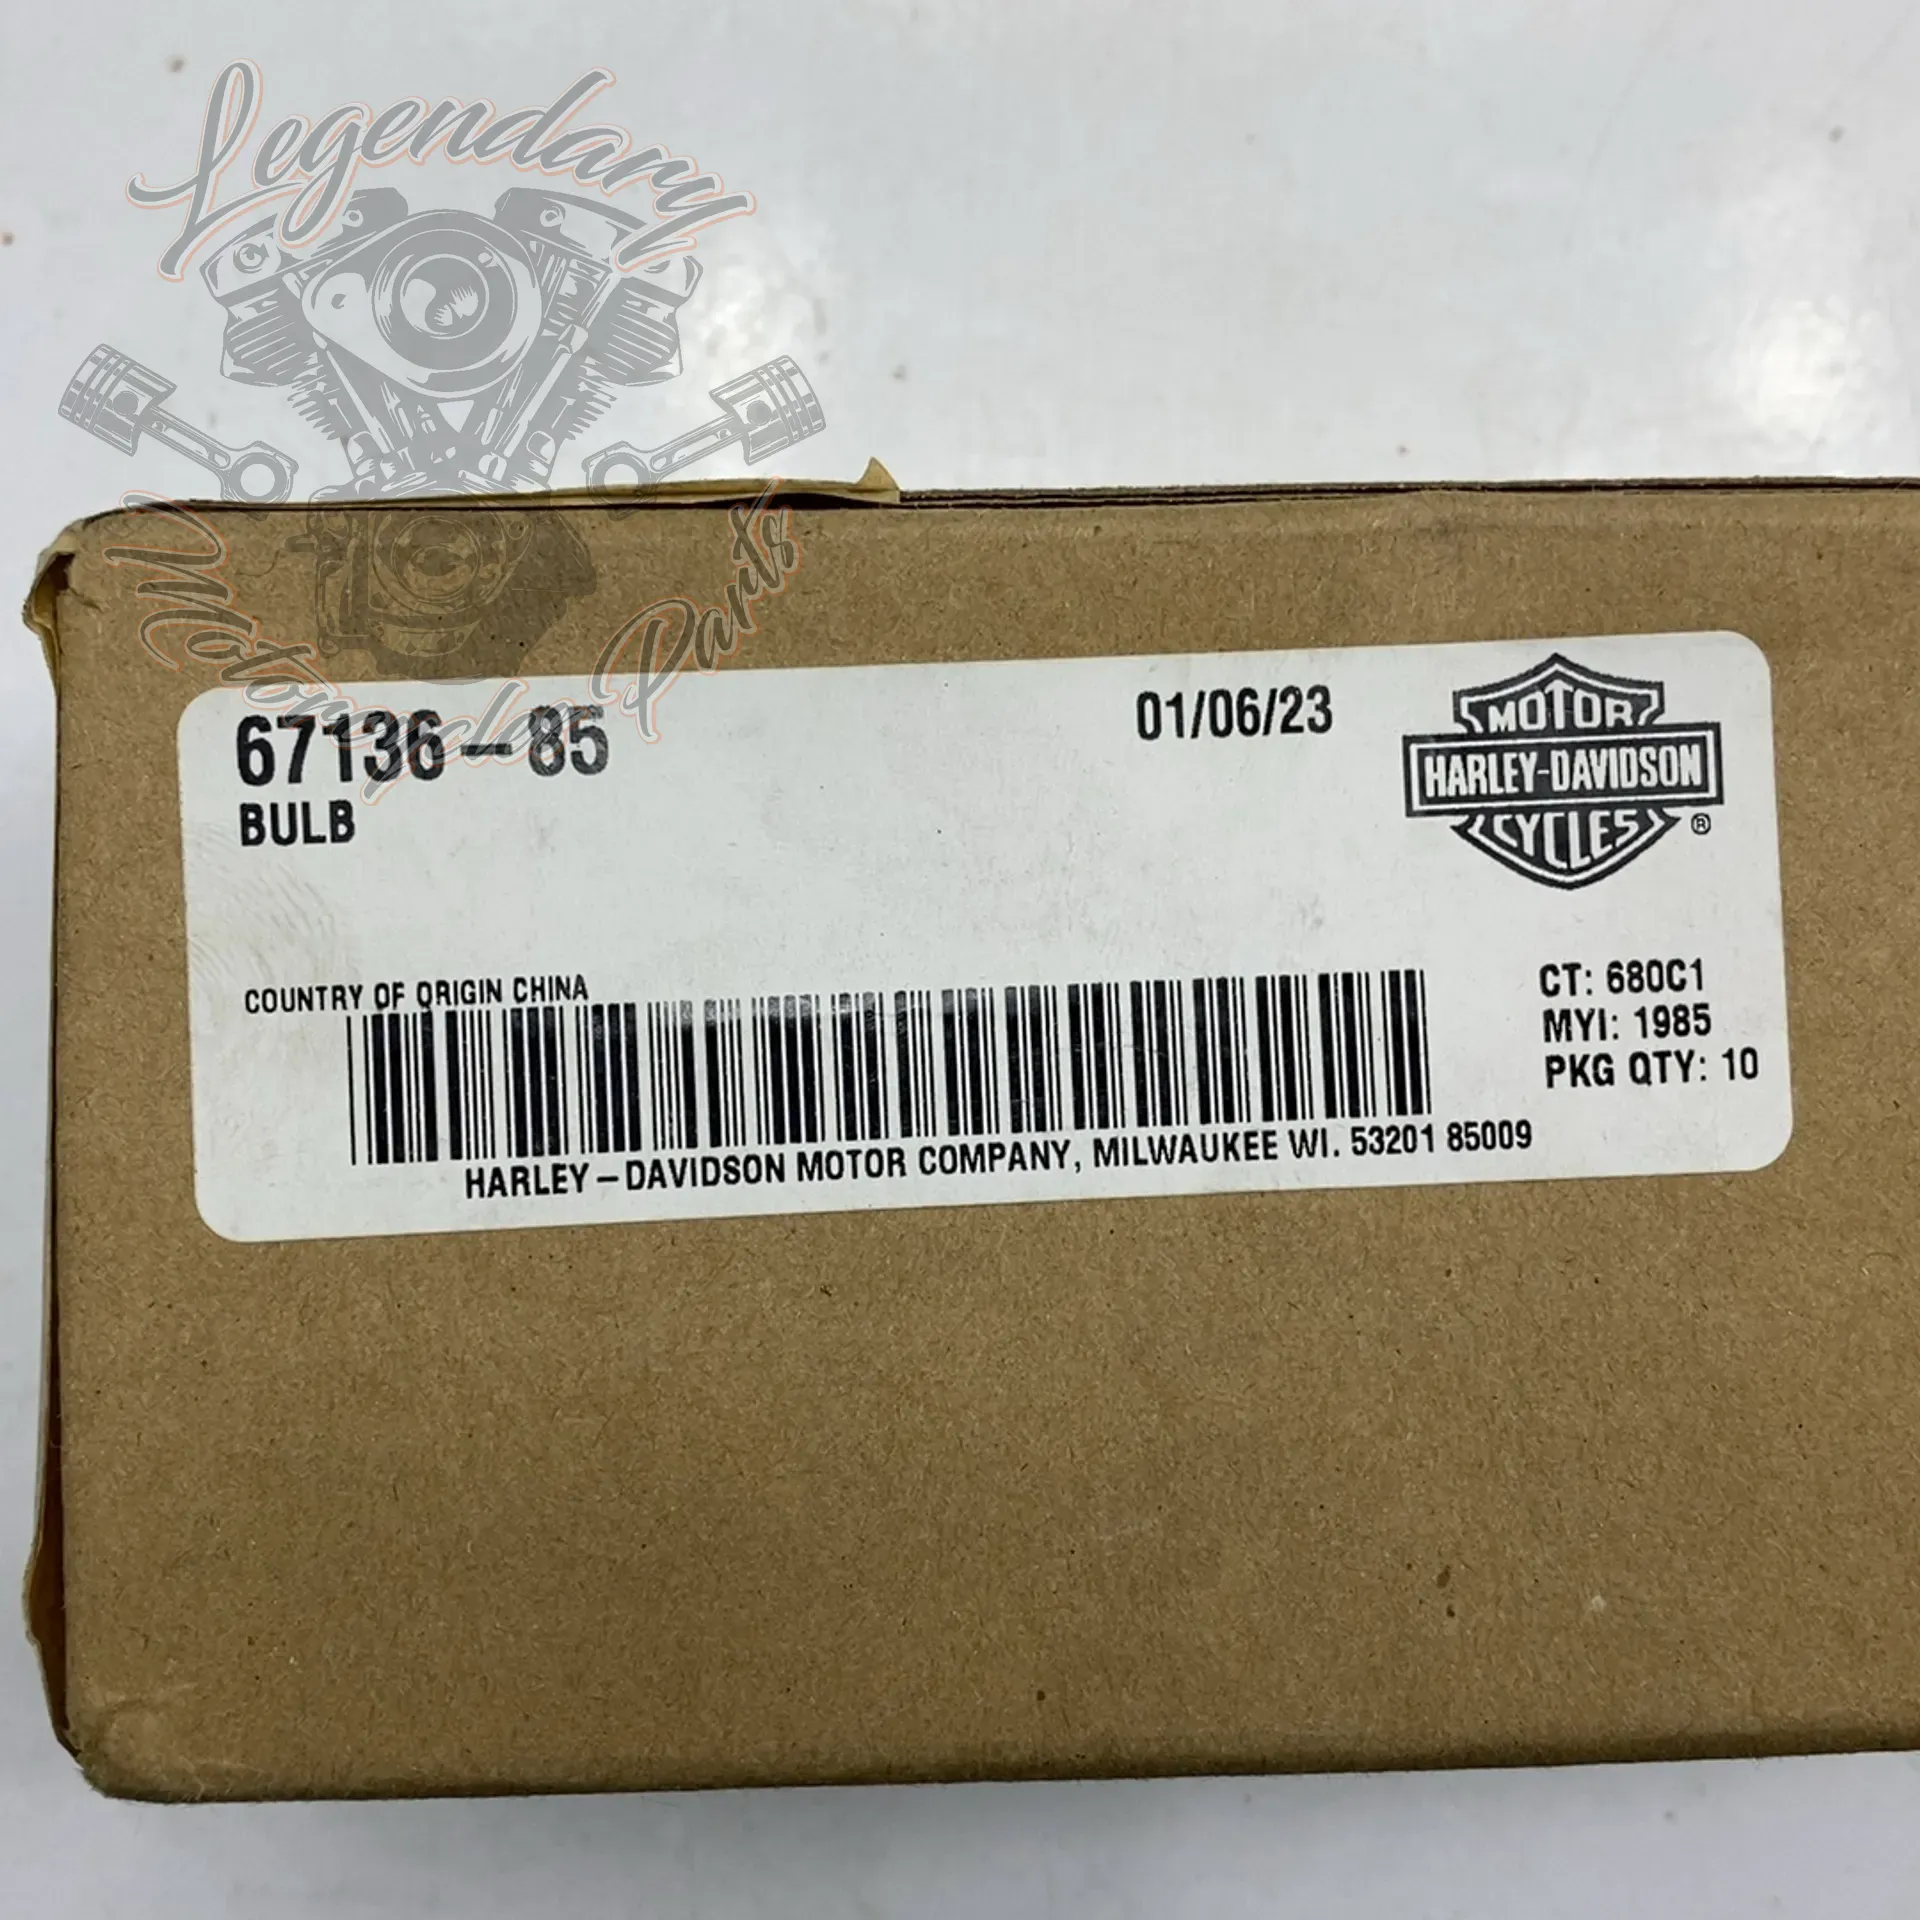 Legendary
Motorcycles Parts
67136-85
01/06/23
BULB
MOTOR
HARLEY-DAVIDSON
CYCLES
®
COUNTRY OF ORIGIN CHINA
CT: 680C1
MYI: 1985
PKG QTY: 10
HARLEY-DAVIDSON MOTOR COMPANY, MILWAUKEE WI. 53201 85009